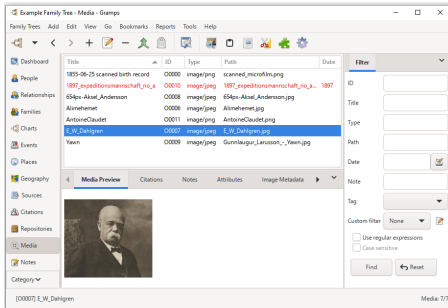 Example Family Tree - Media - Gramps
Family Trees Add Edit View Go Bookmarks Reports Tools Help
Dashboard
People
Relationships
Families
Charts
Events
Places
Geography
Sources
Citations
Repositories
Media
Notes
Category
Title ID Type Path Date
1855-06-25 scanned birth record O0000 image/png scanned_microfilm.png
1897_expeditionsmannschaft_rio_a O0010 image/jpeg 1897_expeditionsmannschaft_rio_a... 1897
654px-Aksel_Andersson O0008 image/jpeg 654px-Aksel_Andersson.jpg
Alimehemet O0006 image/jpeg Alimehemet.jpg
AntoineClaudet O0011 image/png AntoineClaudet.png
E_W_Dahlgren O0007 image/jpeg E_W_Dahlgren.jpg
Yawn O0009 image/jpeg Gunnlaugur_Larusson_-_Yawn.jpg
Media Preview Citations Notes Attributes Image Metadata
Filter
ID
Title
Type
Path
Date
Note
Tag
Custom filter None
Use regular expressions
Case sensitive
Find Reset
[O0007] E_W_Dahlgren
Media: 7/7